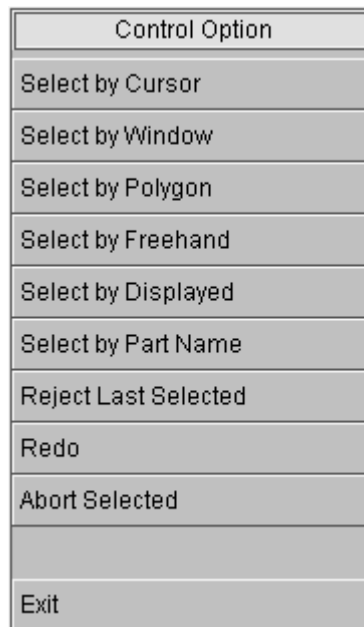 Control Option
Select by Cursor
Select by Window
Select by Polygon
Select by Freehand
Select by Displayed
Select by Part Name
Reject Last Selected
Redo
Abort Selected
Exit